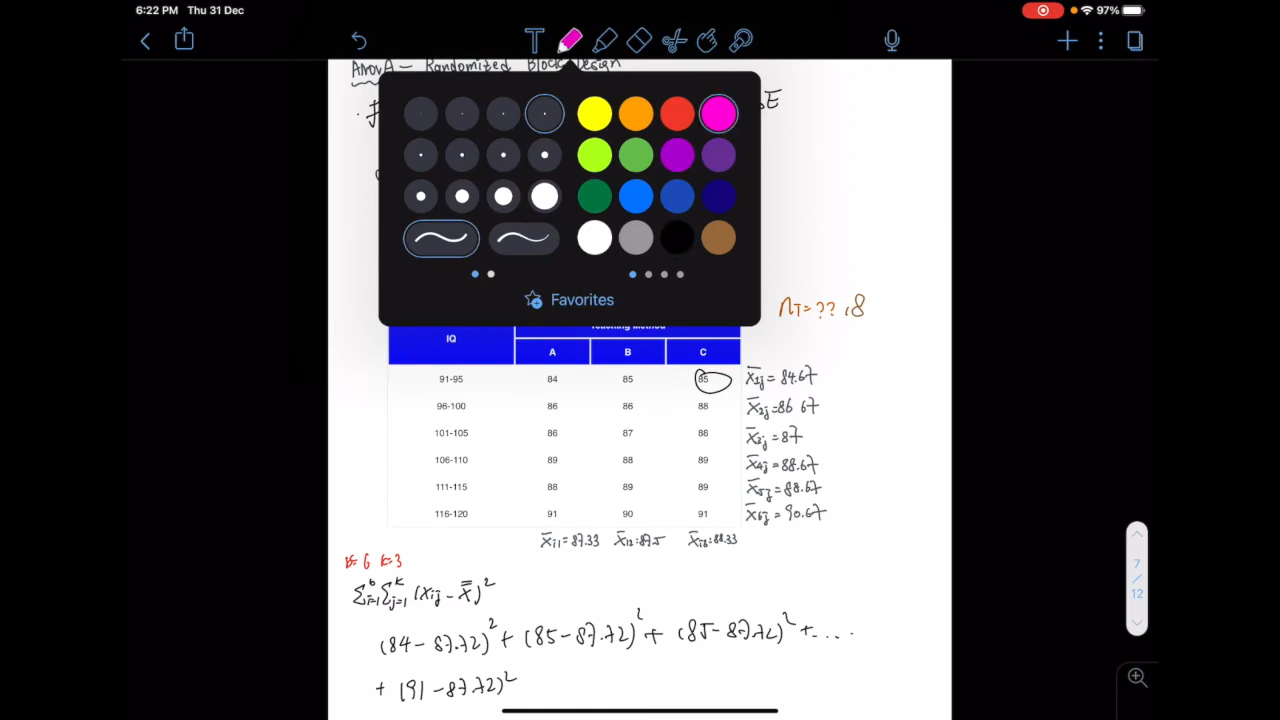 6:22 PM Thu 31 Dec
97%
Anova - Randomized Block Design
Favorites
nT = ?? 18
IQ
Teaching Method
A B C
91-95 84 85 85 x̄1j = 84.67
96-100 86 86 88 x̄2j = 86 67
101-105 86 87 88 x̄3j = 87
106-110 89 88 89 x̄4j = 88.67
111-115 88 89 89 x̄5j = 88.67
116-120 91 90 91 x̄6j = 90.67
x̄i1 = 87.33 x̄i2 = 87.5 x̄i3 = 88.33
b=6 k=3
Σ^b i=1 Σ^k j=1 (xij - x̿)²
(84 - 87.72)² + (85 - 87.72)² + (85 - 87.72)² + ....
+ (91 - 87.72)²
7
/
12